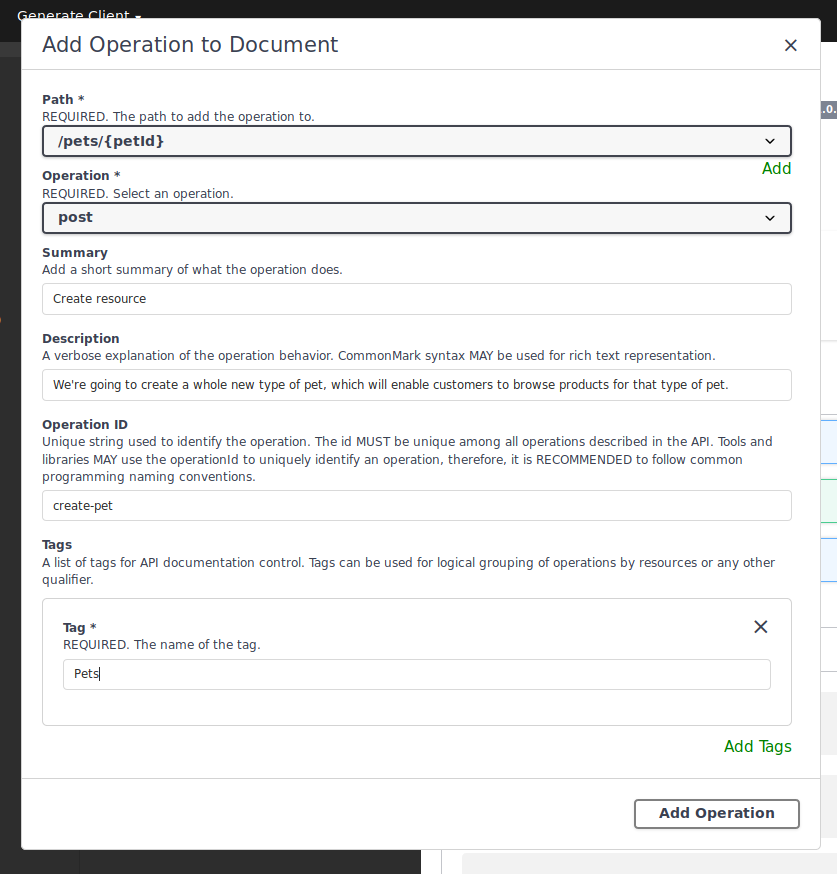 Generate Client
Add Operation to Document
.0.
Path *
REQUIRED. The path to add the operation to.
/pets/{petId}
Add
Operation *
REQUIRED. Select an operation.
post
Summary
Add a short summary of what the operation does.
Create resource
Description
A verbose explanation of the operation behavior. CommonMark syntax MAY be used for rich text representation.
We're going to create a whole new type of pet, which will enable customers to browse products for that type of pet.
Operation ID
Unique string used to identify the operation. The id MUST be unique among all operations described in the API. Tools and
libraries MAY use the operationId to uniquely identify an operation, therefore, it is RECOMMENDED to follow common
programming naming conventions.
create-pet
Tags
A list of tags for API documentation control. Tags can be used for logical grouping of operations by resources or any other
qualifier.
Tag *
REQUIRED. The name of the tag.
Pets
Add Tags
Add Operation